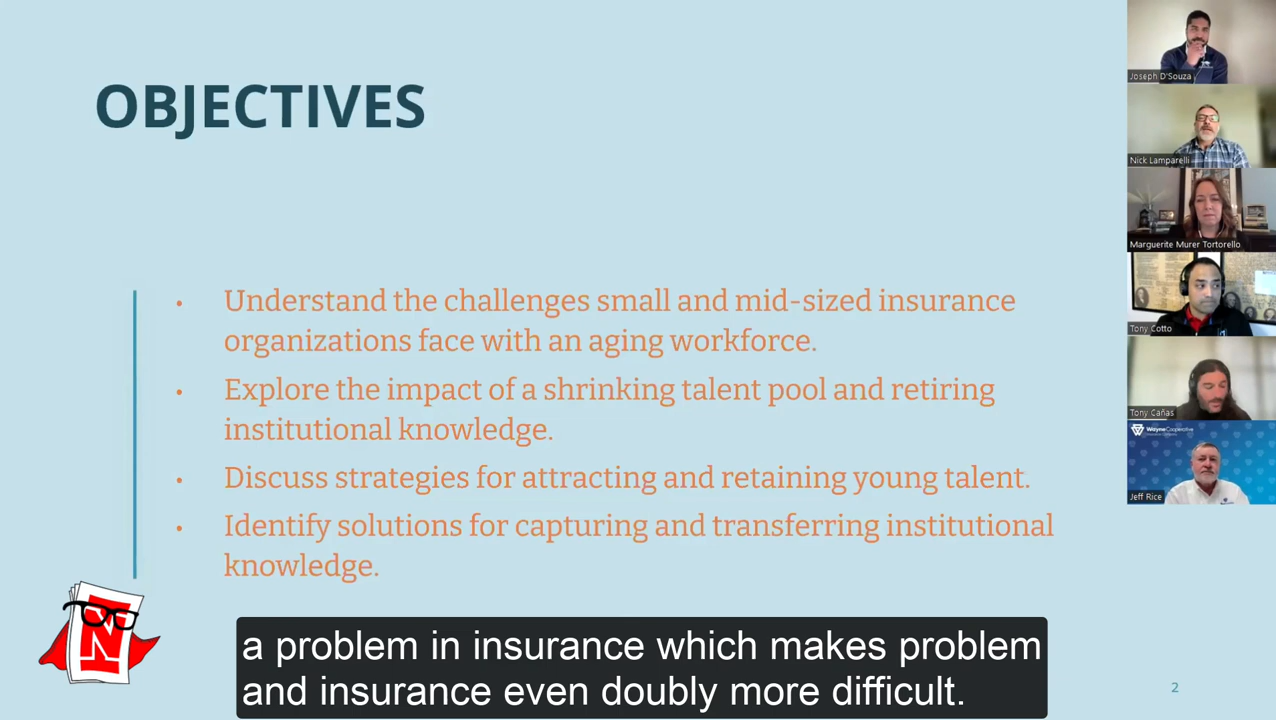 OBJECTIVES
• Understand the challenges small and mid-sized insurance
organizations face with an aging workforce.
• Explore the impact of a shrinking talent pool and retiring
institutional knowledge.
• Discuss strategies for attracting and retaining young talent.
• Identify solutions for capturing and transferring institutional
knowledge.
N
a problem in insurance which makes problem
and insurance even doubly more difficult.
2
Joseph D'Souza
Nick Lamparelli
Marguerite Murer Tortorello
Tony Cotto
Tony Cañas
WayneCooperative
Jeff Rice